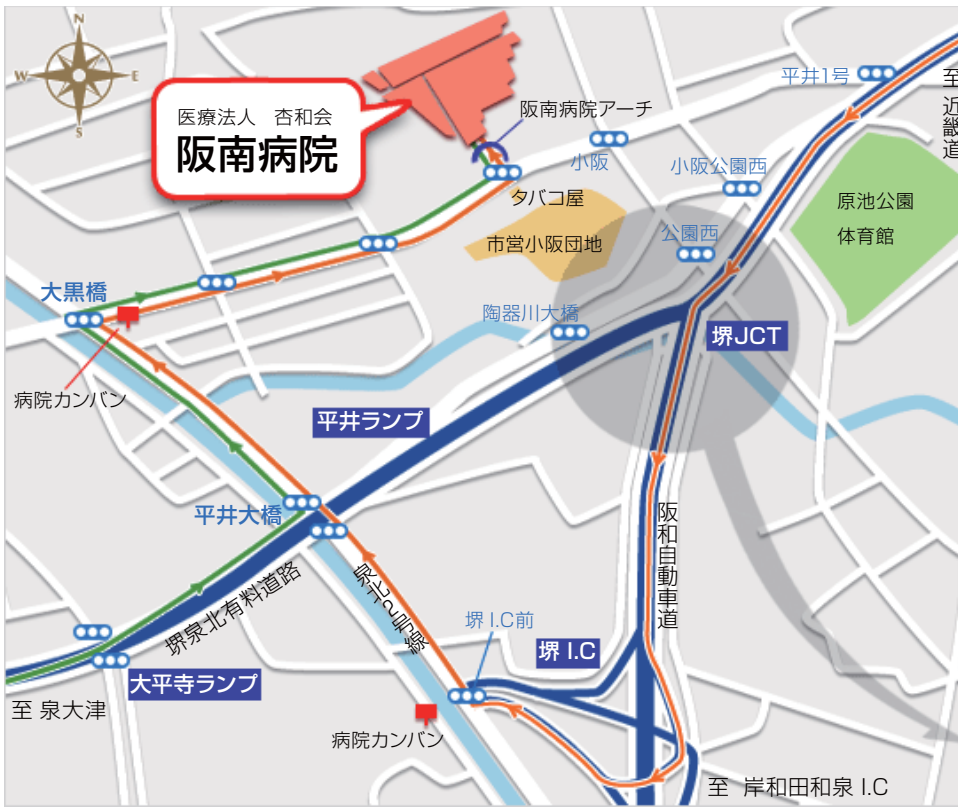 N
W
E
S
医療法人　杏和会
阪南病院
阪南病院アーチ
平井1号
至
近畿道
小阪
小阪公園西
タバコ屋
原池公園
体育館
市営小阪団地
公園西
大黒橋
陶器川大橋
堺JCT
病院カンバン
平井ランプ
平井大橋
阪和自動車道
堺泉北有料道路
泉北2号線
堺 I.C前
堺 I.C
大平寺ランプ
至 泉大津
病院カンバン
至 岸和田和泉 I.C